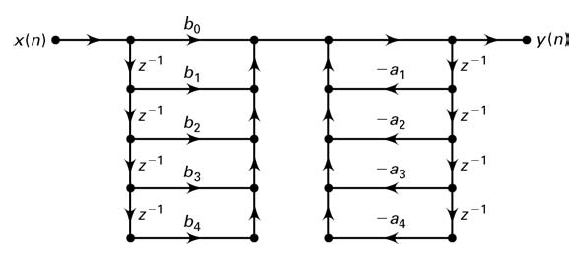 b₀
x(n) y(n)
z⁻¹ z⁻¹
b₁ −a₁
z⁻¹ z⁻¹
b₂ −a₂
z⁻¹ z⁻¹
b₃ −a₃
z⁻¹ z⁻¹
b₄ −a₄